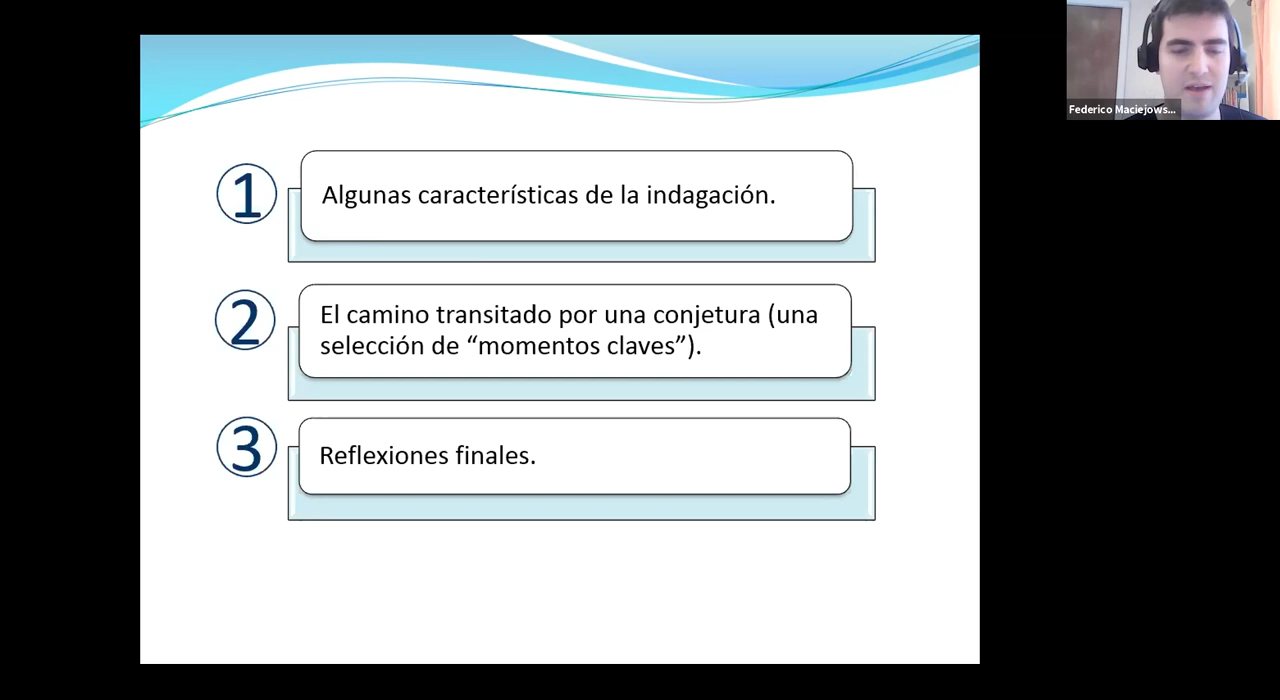 Federico Maciejows...
1
Algunas características de la indagación.
2
El camino transitado por una conjetura (una
selección de “momentos claves”).
3
Reflexiones finales.